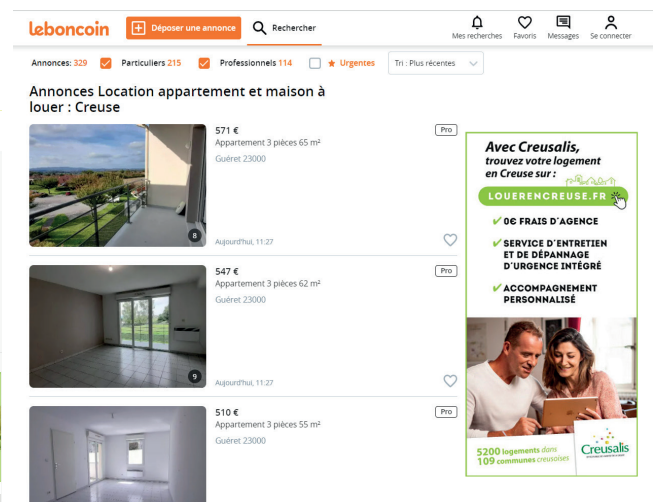 leboncoin
Déposer une annonce
Rechercher
Mes recherches
Favoris
Messages
Se connecter
Annonces: 329
Particuliers 215
Professionnels 114
Urgentes
Tri : Plus récentes
Annonces Location appartement et maison à
louer : Creuse
571 €
Pro
Appartement 3 pièces 65 m²
Guéret 23000
8
Aujourd'hui, 11:27
547 €
Pro
Appartement 3 pièces 62 m²
Guéret 23000
9
Aujourd'hui, 11:27
510 €
Pro
Appartement 3 pièces 55 m²
Guéret 23000
Avec Creusalis,
trouvez votre logement
en Creuse sur :
LOUERENCREUSE.FR
0€ FRAIS D'AGENCE
SERVICE D'ENTRETIEN
ET DE DÉPANNAGE
D'URGENCE INTÉGRÉ
ACCOMPAGNEMENT
PERSONNALISÉ
5200 logements dans
109 communes creusoises
Creusalis